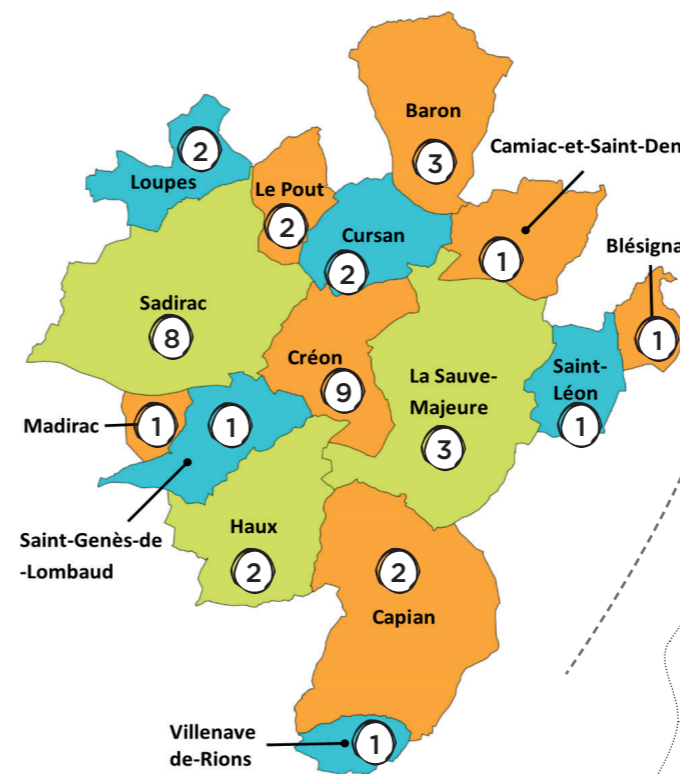 Baron
3
Camiac-et-Saint-Den
1
2
Loupes
Le Pout
2
Cursan
2
Blésigna
1
Sadirac
8
Créon
9
La Sauve-
Majeure
3
Saint-
Léon
1
Madirac
1
1
Saint-Genès-de
-Lombaud
Haux
2
2
Capian
Villenave
de-Rions
1